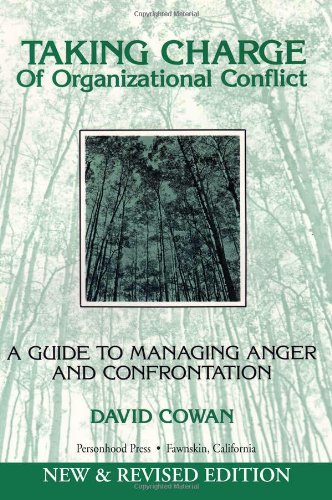 TAKING CHARGE
Of Organizational Conflict
A GUIDE TO MANAGING ANGER
AND CONFRONTATION
DAVID COWAN
Personhood Press • Fawnskin, California
NEW & REVISED EDITION